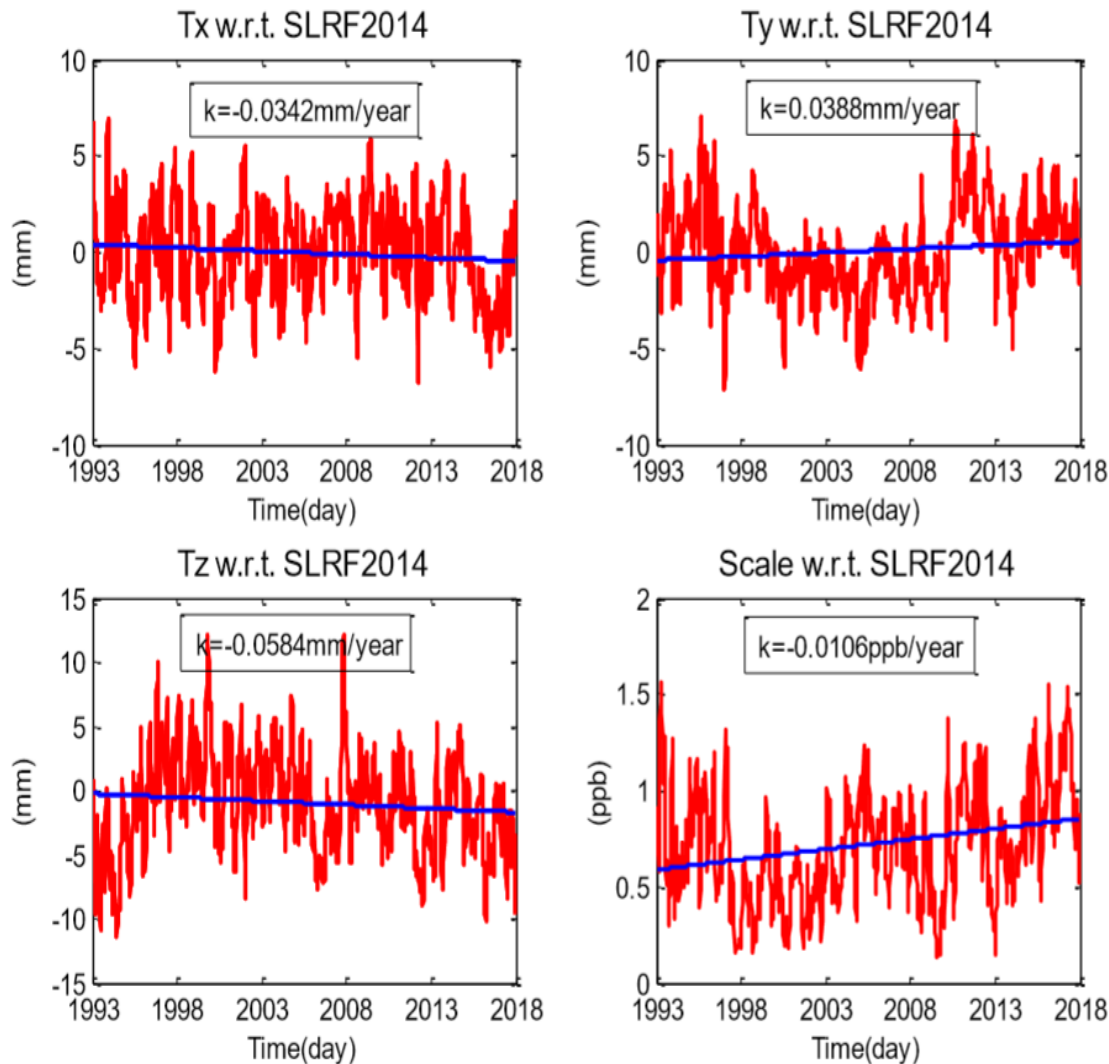 Tx w.r.t. SLRF2014
10
k=-0.0342mm/year
5
0
-5
-10
(mm)
1993 1998 2003 2008 2013 2018
Time(day)
Ty w.r.t. SLRF2014
10
k=0.0388mm/year
5
0
-5
-10
(mm)
1993 1998 2003 2008 2013 2018
Time(day)
Tz w.r.t. SLRF2014
15
k=-0.0584mm/year
10
5
0
-5
-10
-15
(mm)
1993 1998 2003 2008 2013 2018
Time(day)
Scale w.r.t. SLRF2014
2
k=-0.0106ppb/year
1.5
1
0.5
0
(ppb)
1993 1998 2003 2008 2013 2018
Time(day)